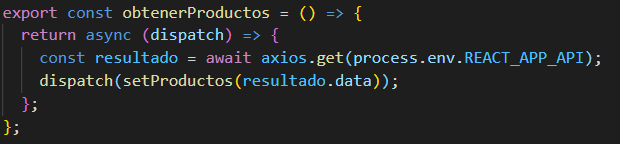 export const obtenerProductos = () => {
  return async (dispatch) => {
    const resultado = await axios.get(process.env.REACT_APP_API);
    dispatch(setProductos(resultado.data));
  };
};